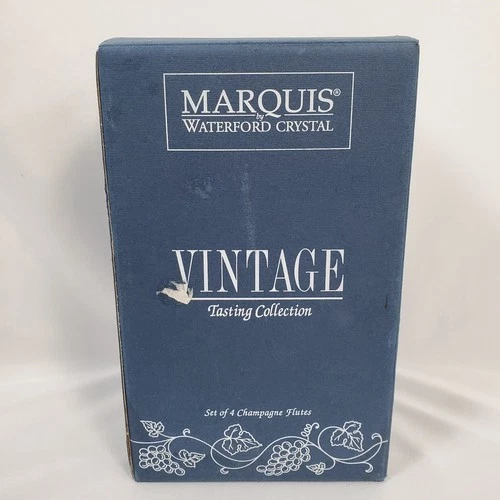 MARQUIS®
by
WATERFORD CRYSTAL
VINTAGE
Tasting Collection
Set of 4 Champagne Flutes